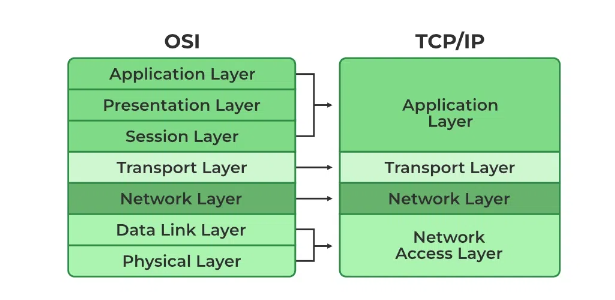 OSI
Application Layer
Presentation Layer
Session Layer
Transport Layer
Network Layer
Data Link Layer
Physical Layer
TCP/IP
Application
Layer
Transport Layer
Network Layer
Network
Access Layer